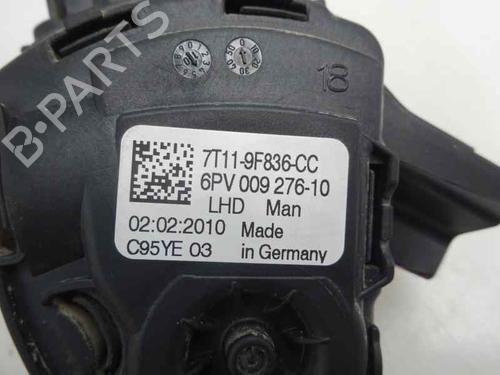 18
7T11-9F836-CC
6PV 009 276-10
LHD Man
02:02:2010 Made
C95YE 03 in Germany
B-PARTS